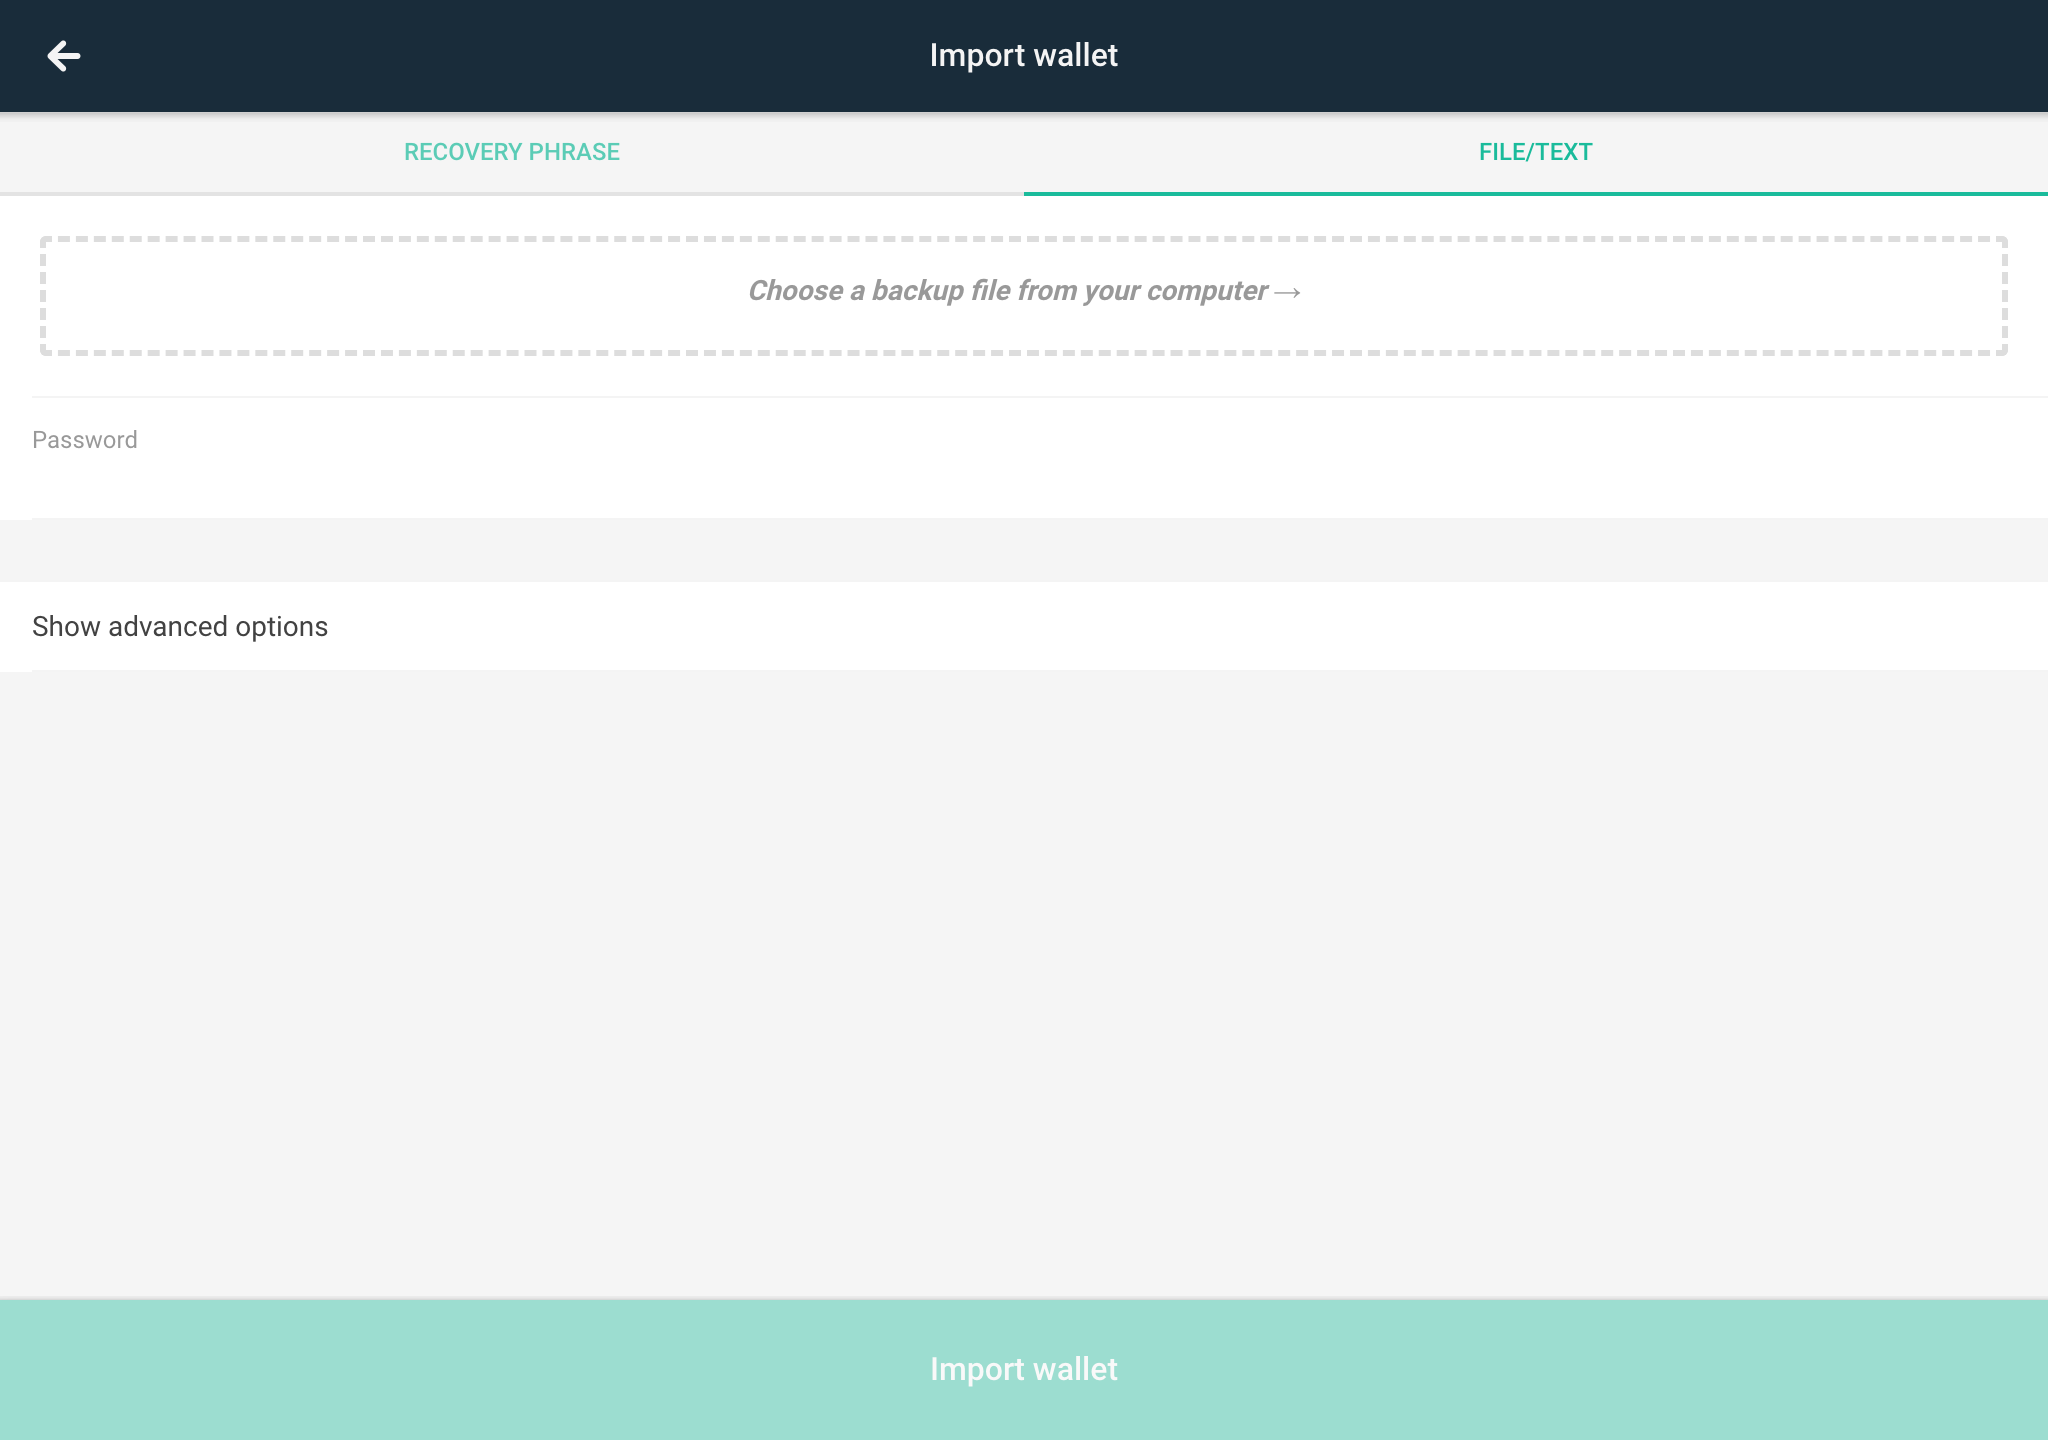 Import wallet
RECOVERY PHRASE
FILE/TEXT
Choose a backup file from your computer→
Password
Show advanced options
Import wallet